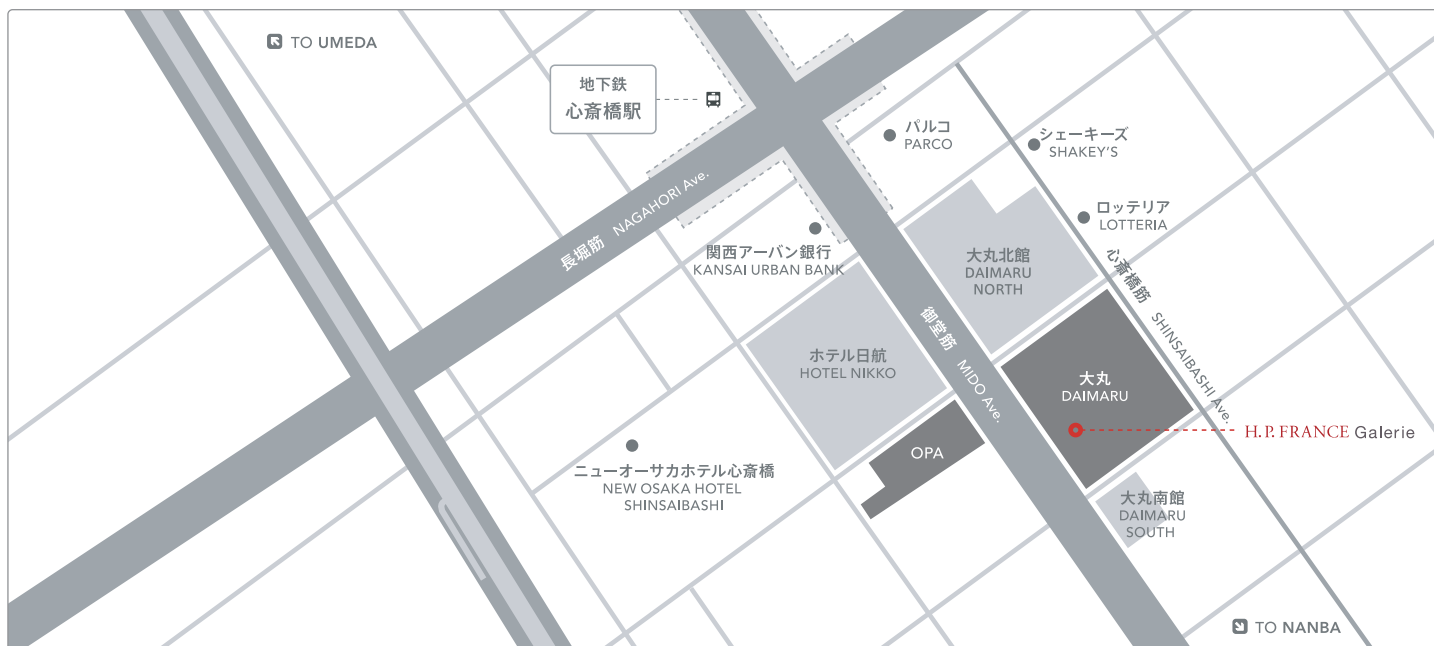 TO UMEDA
地下鉄
心斎橋駅
パルコ
PARCO
シェーキーズ
SHAKEY'S
ロッテリア
LOTTERIA
長堀筋 NAGAHORI Ave.
関西アーバン銀行
KANSAI URBAN BANK
大丸北館
DAIMARU
NORTH
心斎橋筋 SHINSAIBASHI Ave.
御堂筋 MIDO Ave.
ホテル日航
HOTEL NIKKO
大丸
DAIMARU
H.P. FRANCE Galerie
OPA
ニューオーサカホテル心斎橋
NEW OSAKA HOTEL
SHINSAIBASHI
大丸南館
DAIMARU
SOUTH
TO NANBA